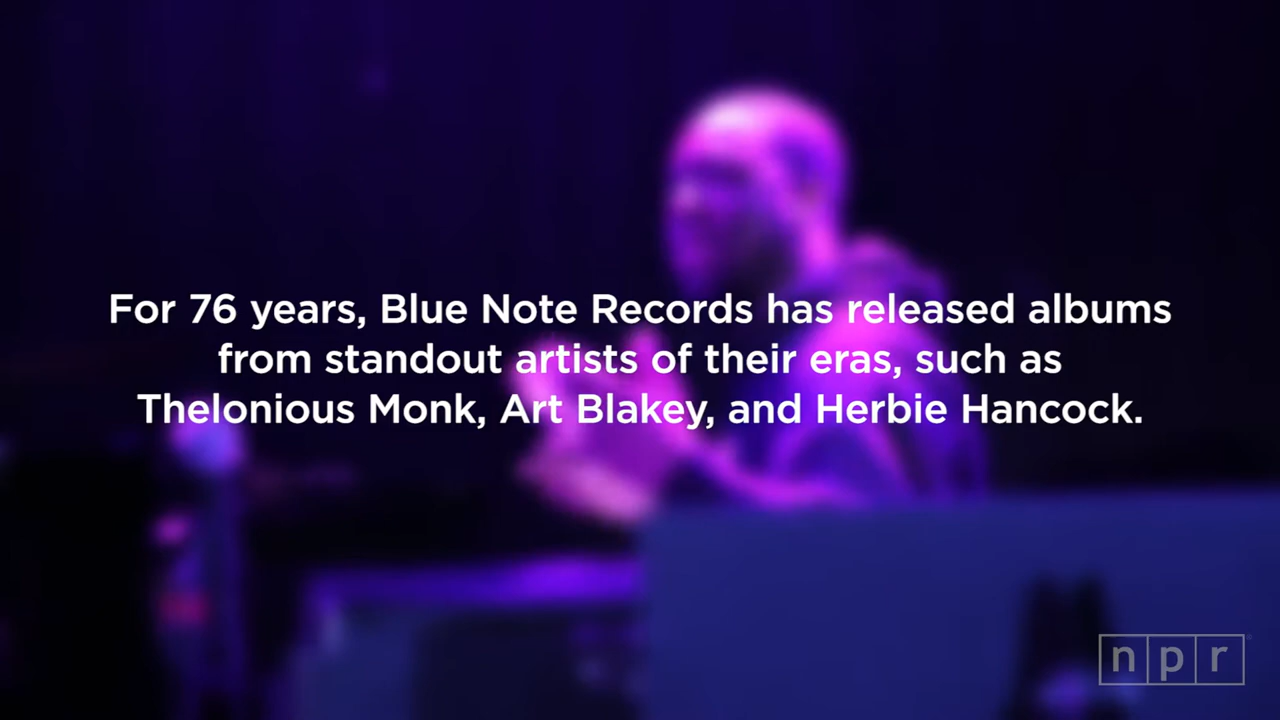 For 76 years, Blue Note Records has released albums
from standout artists of their eras, such as
Thelonious Monk, Art Blakey, and Herbie Hancock.
npr